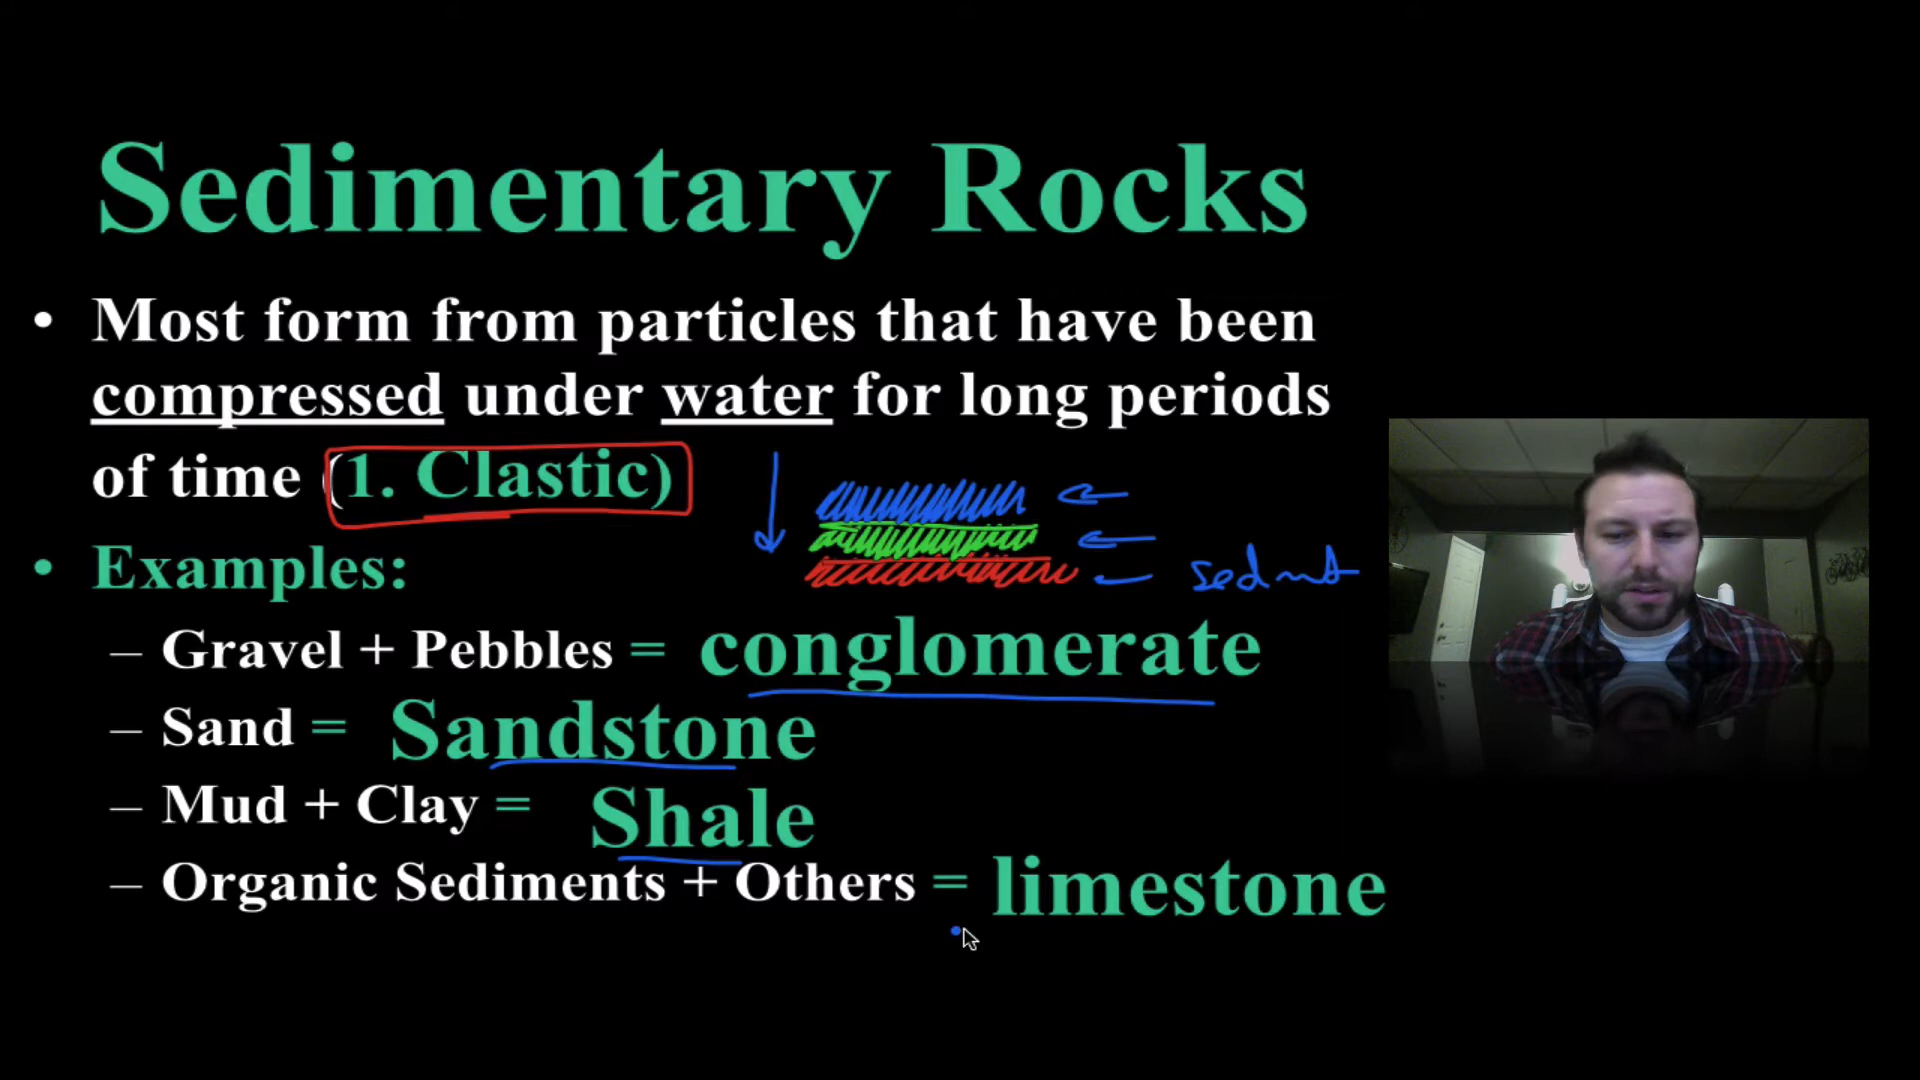 Sedimentary Rocks
• Most form from particles that have been
compressed under water for long periods
of time (1. Clastic)
• Examples:
– Gravel + Pebbles = conglomerate
– Sand = Sandstone
– Mud + Clay = Shale
– Organic Sediments + Others = limestone